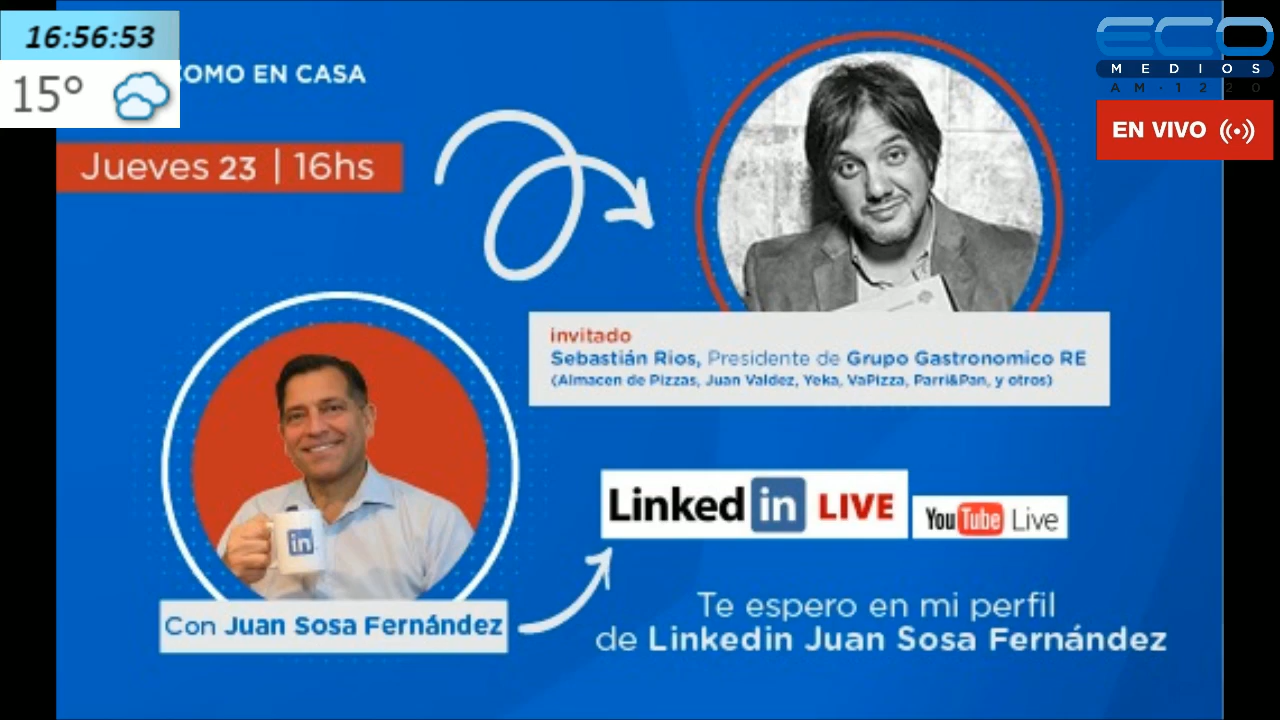 16:56:53
15°
COMO EN CASA
Jueves 23 | 16hs
ECO
MEDIOS
AM·1220
EN VIVO
invitado
Sebastián Rios, Presidente de Grupo Gastronomico RE
(Almacen de Pizzas, Juan Valdez, Yeka, VaPizza, Parri&Pan, y otros)
in
Con Juan Sosa Fernández
Linked in LIVE
YouTube Live
Te espero en mi perfil
de Linkedin Juan Sosa Fernández